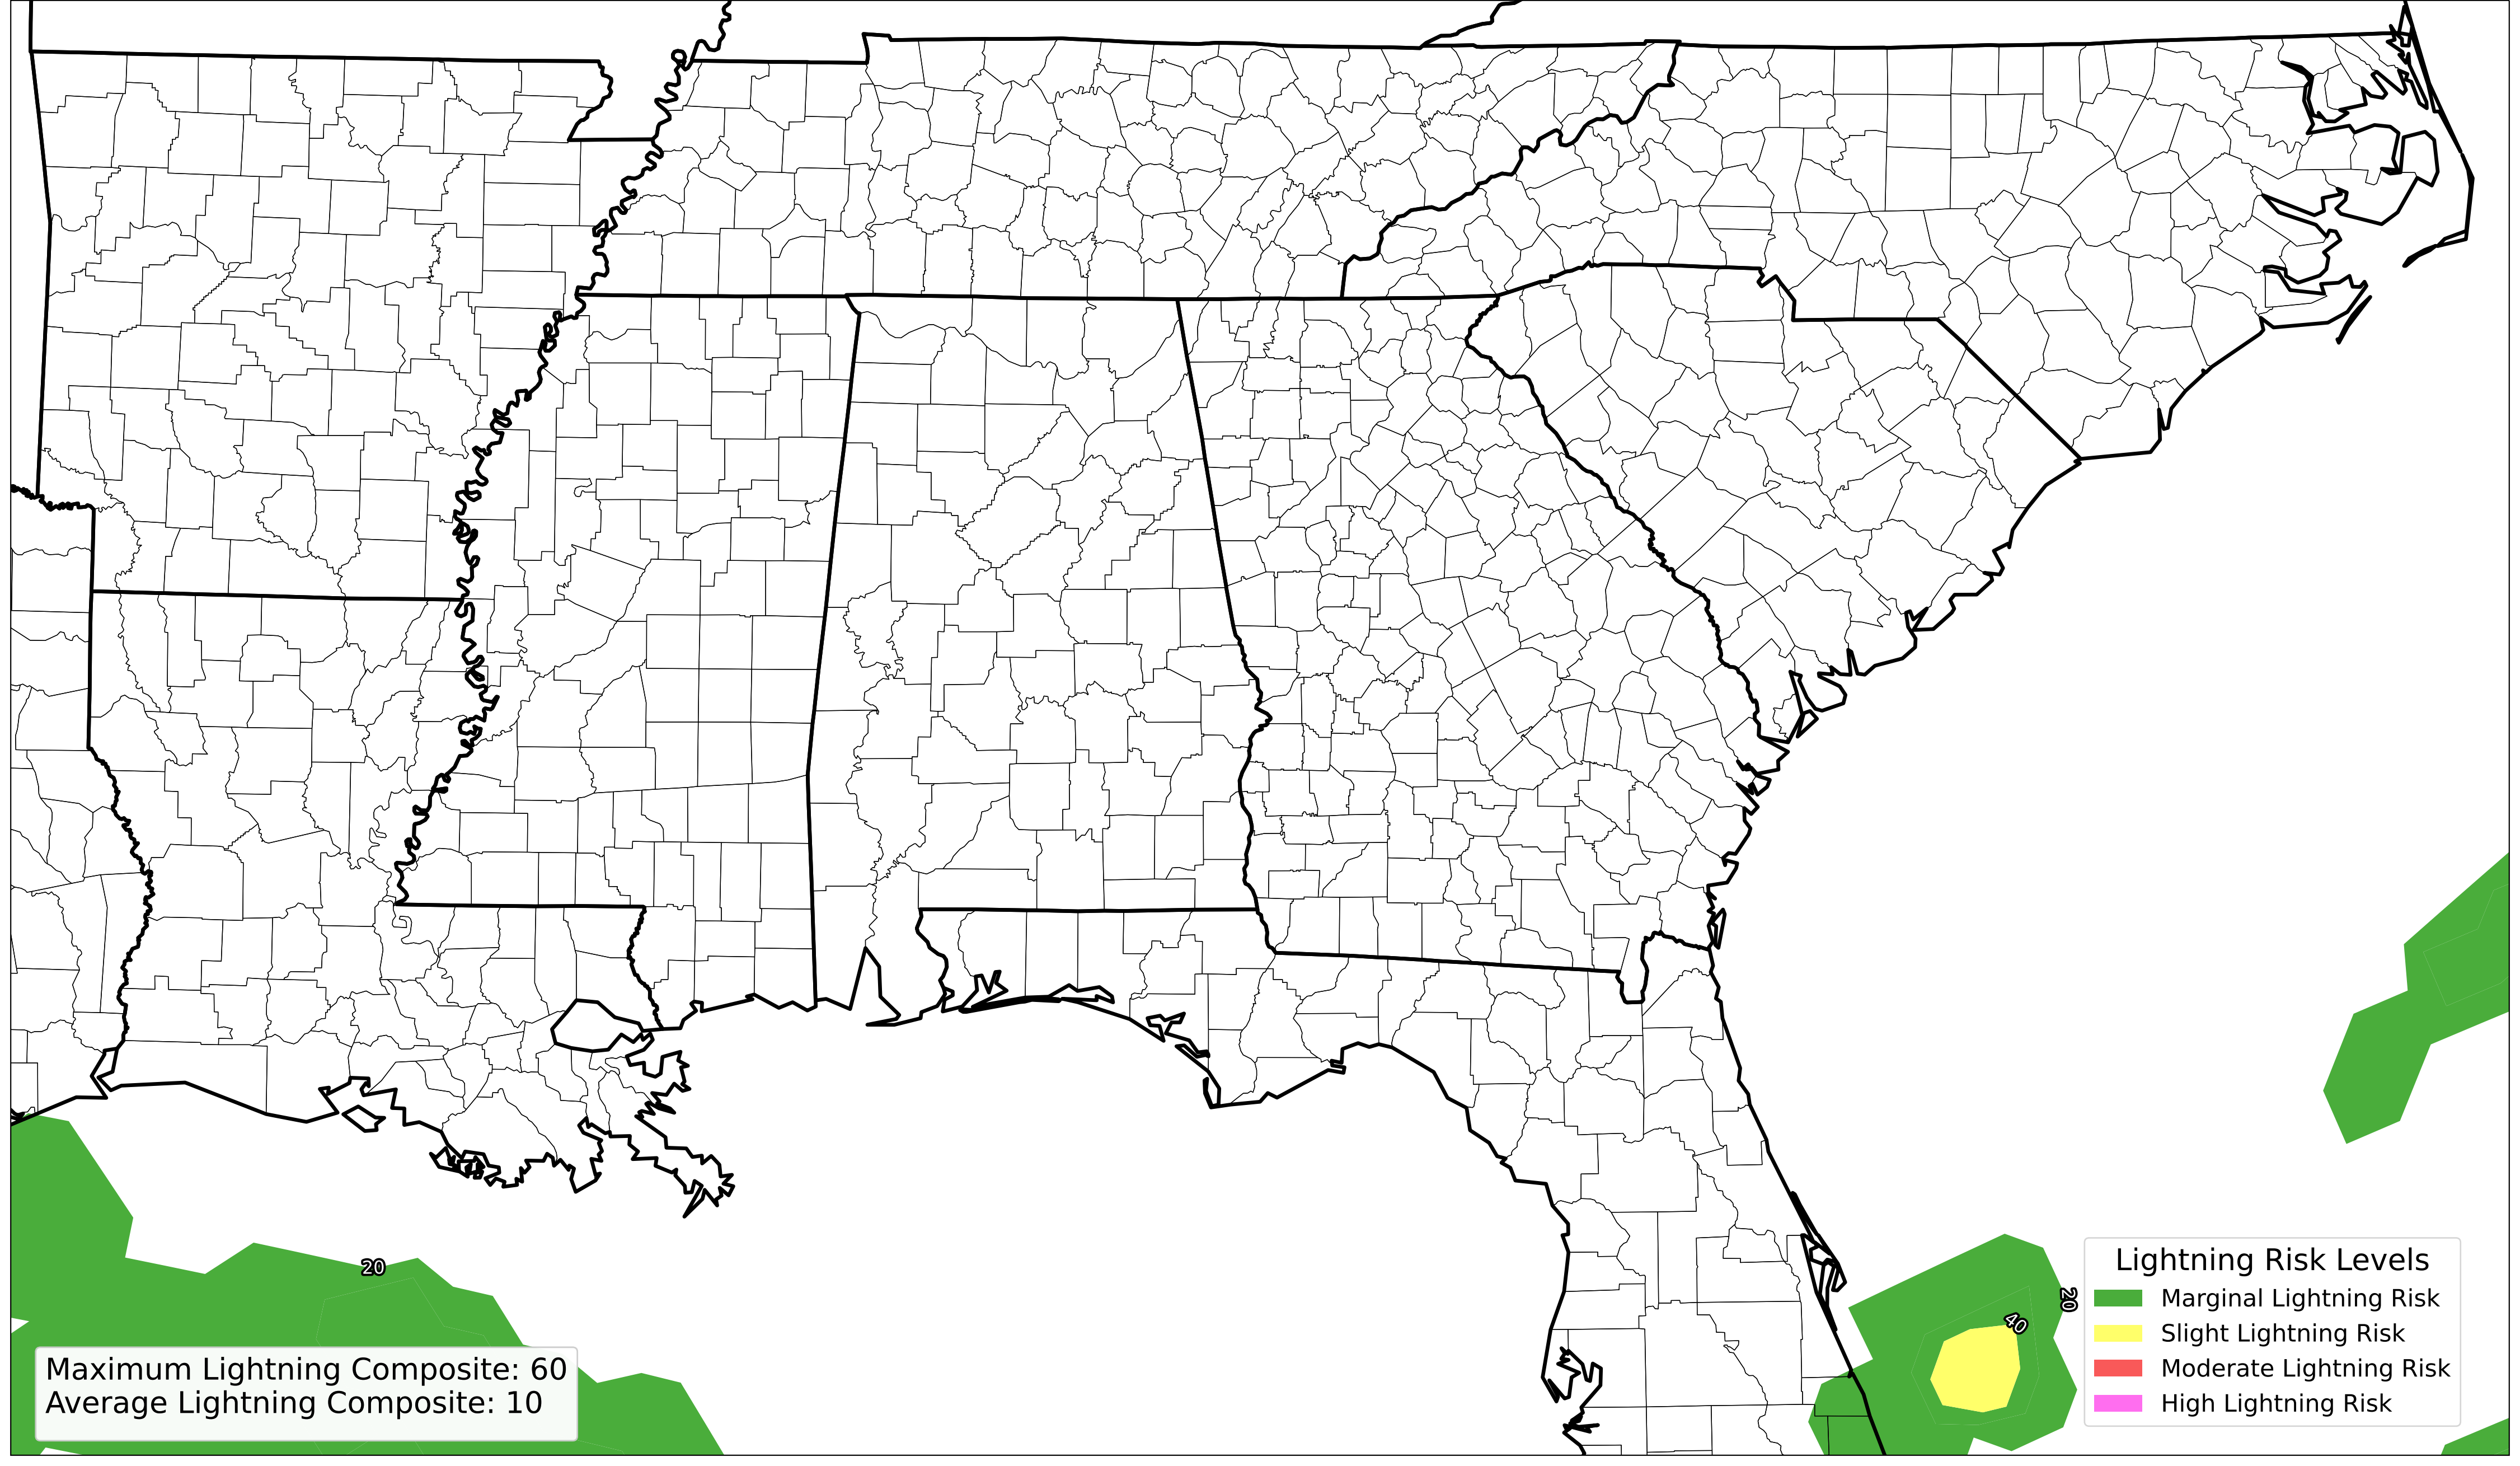 20
20
40
Maximum Lightning Composite: 60
Average Lightning Composite: 10
Lightning Risk Levels
Marginal Lightning Risk
Slight Lightning Risk
Moderate Lightning Risk
High Lightning Risk